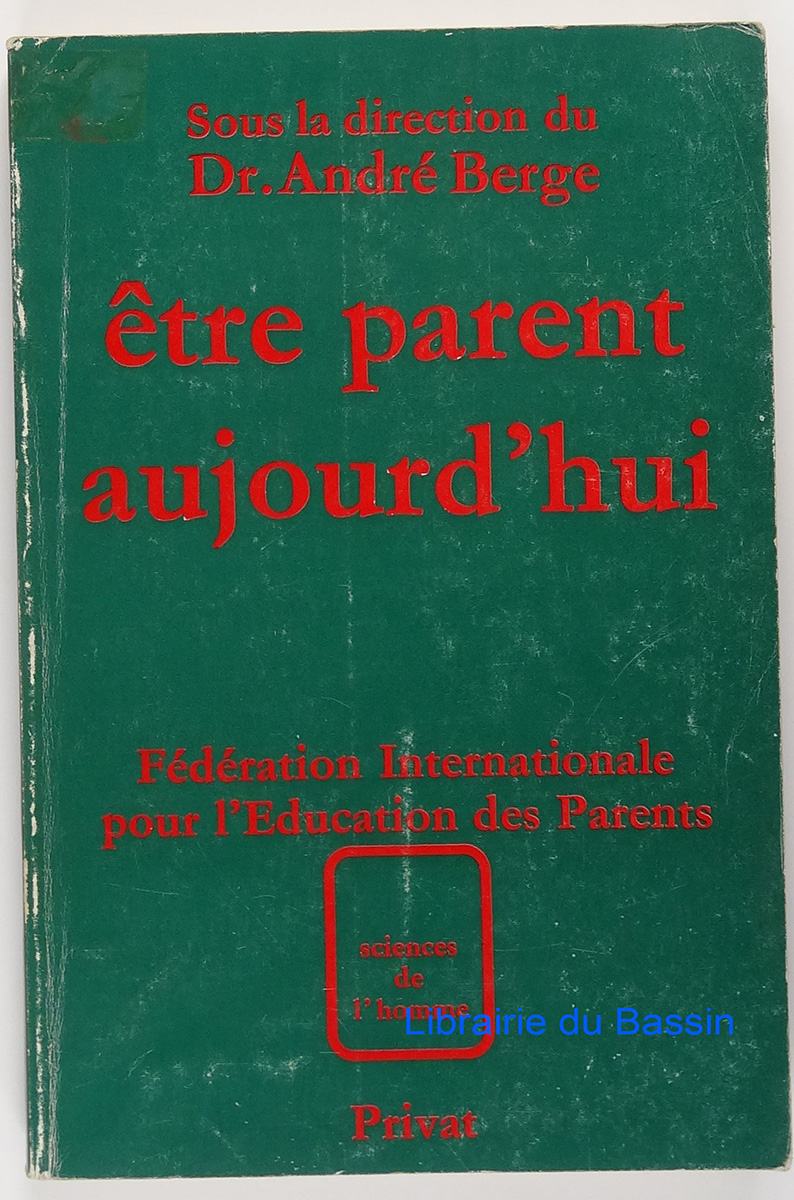 Sous la direction du
Dr. André Berge
être parent
aujourd'hui
Fédération Internationale
pour l'Education des Parents
sciences
de
l'homme
Librairie du Bassin
Privat